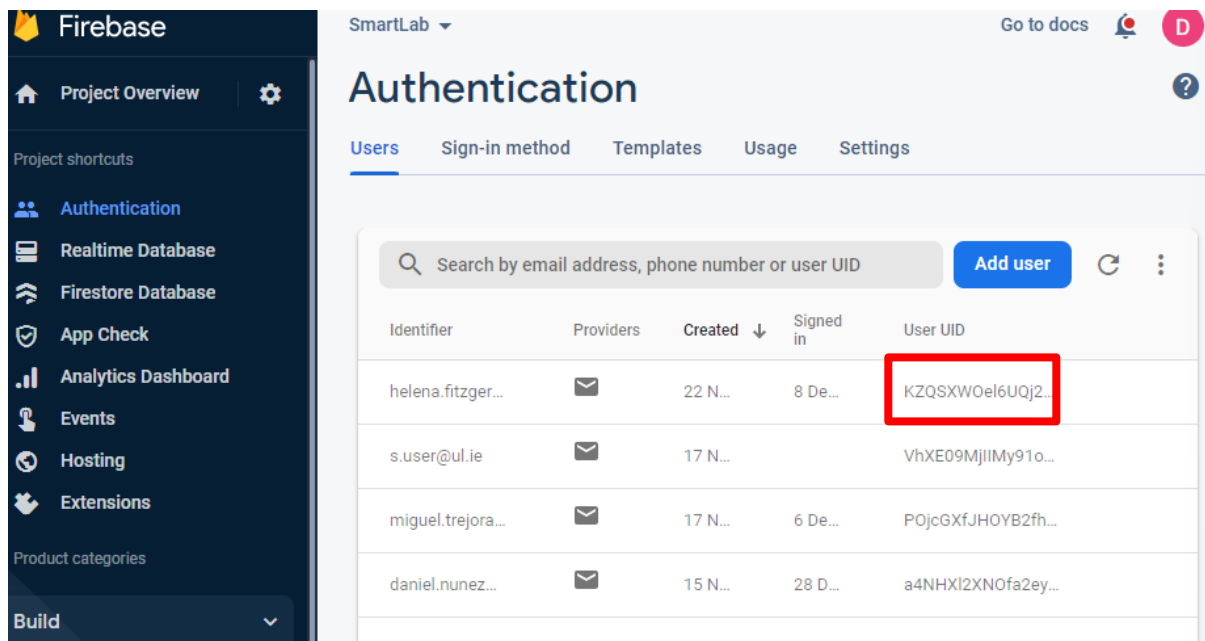 Firebase
Project Overview
Project shortcuts
Authentication
Realtime Database
Firestore Database
App Check
Analytics Dashboard
Events
Hosting
Extensions
Product categories
Build
SmartLab
Go to docs
D
Authentication
?
Users Sign-in method Templates Usage Settings
Search by email address, phone number or user UID
Add user
Identifier Providers Created Signed in User UID
helena.fitzger... 22 N... 8 De... KZQSXWOel6UQj2...
s.user@ul.ie 17 N... VhXE09MjIIMy91o...
miguel.trejora... 17 N... 6 De... POjcGXfJHOYB2fh...
daniel.nunez... 15 N... 28 D... a4NHXl2XNOfa2ey...